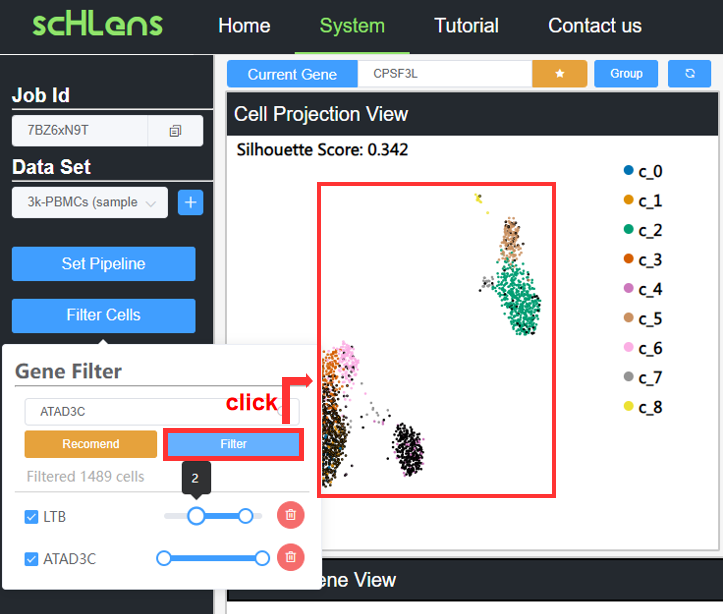 scHLens
Home
System
Tutorial
Contact us
Job Id
7BZ6xN9T
Data Set
3k-PBMCs (sample
Set Pipeline
Filter Cells
Gene Filter
ATAD3C
click
Recomend
Filter
Filtered 1489 cells
2
LTB
ATAD3C
Current Gene
CPSF3L
Group
Cell Projection View
Silhouette Score: 0.342
c_0
c_1
c_2
c_3
c_4
c_5
c_6
c_7
c_8
ene View